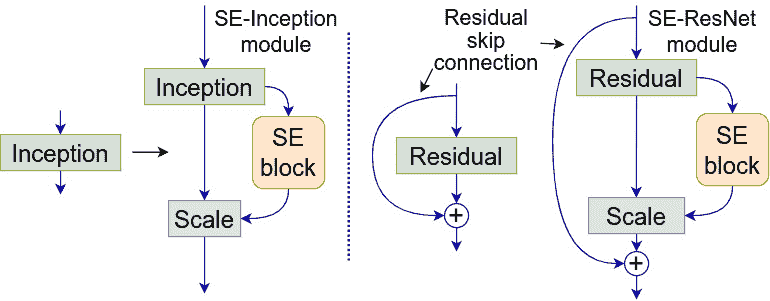 SE-Inception
module
Inception
Inception
SE
block
Scale
Residual
skip
connection
Residual
+
SE-ResNet
module
Residual
SE
block
Scale
+